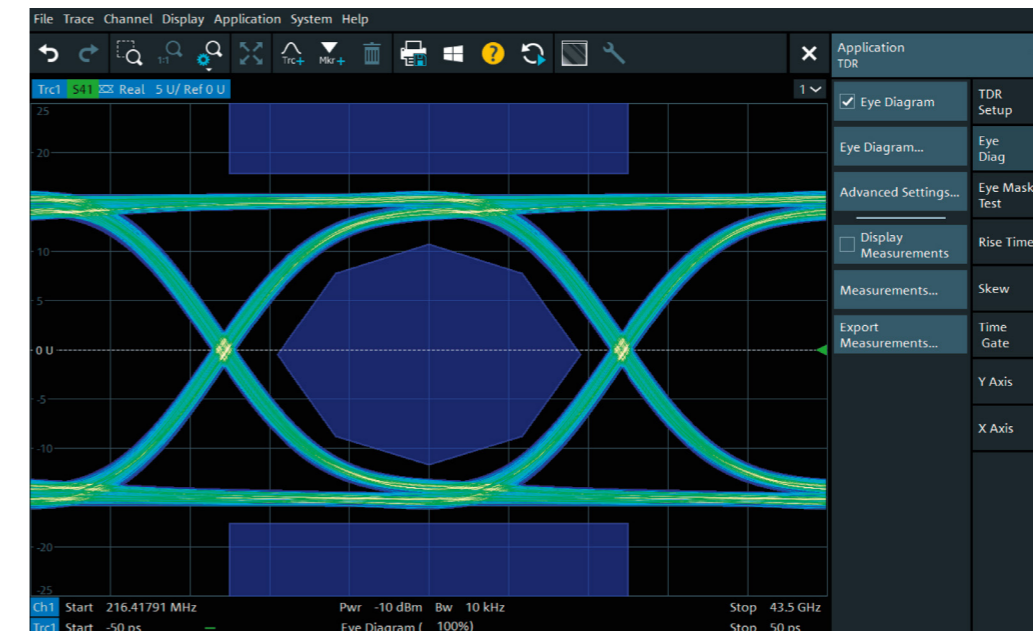 File Trace Channel Display Application System Help
1:1 Trc+ Mkr+ ?
Trc1 S41 Real 5 U/ Ref 0 U 1
25
20
10
5
0 U
-5
-10
-20
-25
Ch1 Start 216.41791 MHz Pwr -10 dBm Bw 10 kHz Stop 43.5 GHz
Trc1 Start -50 ps Eye Diagram ( 100%) Stop 50 ps
Application
TDR
Eye Diagram
Eye Diagram...
Advanced Settings...
Display
Measurements
Measurements...
Export
Measurements...
TDR
Setup
Eye
Diag
Eye Mask
Test
Rise Time
Skew
Time
Gate
Y Axis
X Axis